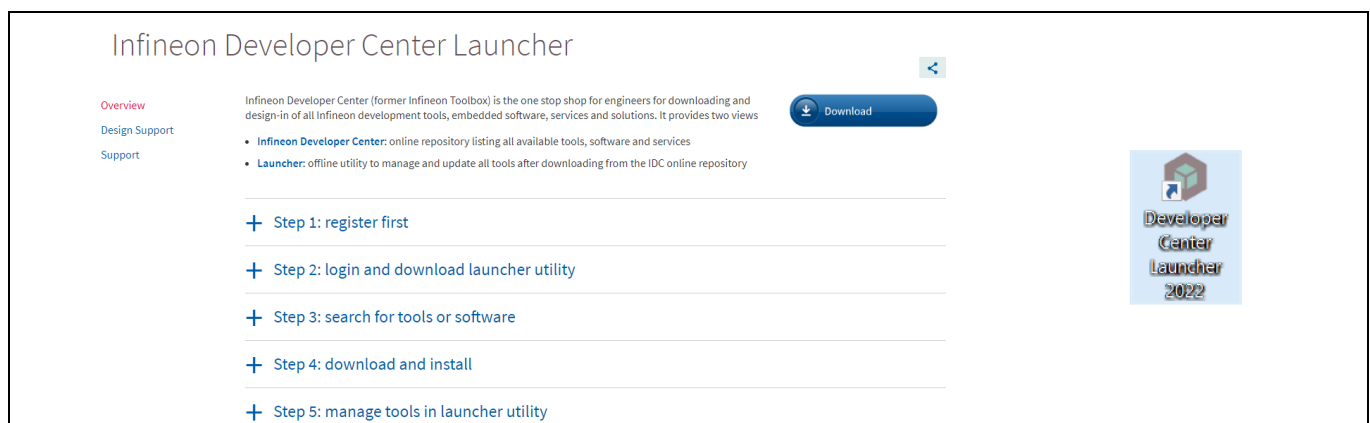 Infineon Developer Center Launcher
Overview
Design Support
Support
Infineon Developer Center (former Infineon Toolbox) is the one stop shop for engineers for downloading and
design-in of all Infineon development tools, embedded software, services and solutions. It provides two views
Infineon Developer Center: online repository listing all available tools, software and services
Launcher: offline utility to manage and update all tools after downloading from the IDC online repository
Download
Step 1: register first
Step 2: login and download launcher utility
Step 3: search for tools or software
Step 4: download and install
Step 5: manage tools in launcher utility
Developer
Center
Launcher
2022